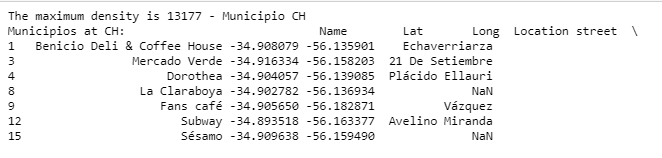 The maximum density is 13177 - Municipio CH
Municipios at CH: Name Lat Long Location street \
1 Benicio Deli & Coffee House -34.908079 -56.135901 Echaverriarza
3 Mercado Verde -34.916334 -56.158203 21 De Setiembre
4 Dorothea -34.904057 -56.139085 Plácido Ellauri
8 La Claraboya -34.902782 -56.136934 NaN
9 Fans café -34.905650 -56.182871 Vázquez
12 Subway -34.893518 -56.163377 Avelino Miranda
15 Sésamo -34.909638 -56.159490 NaN